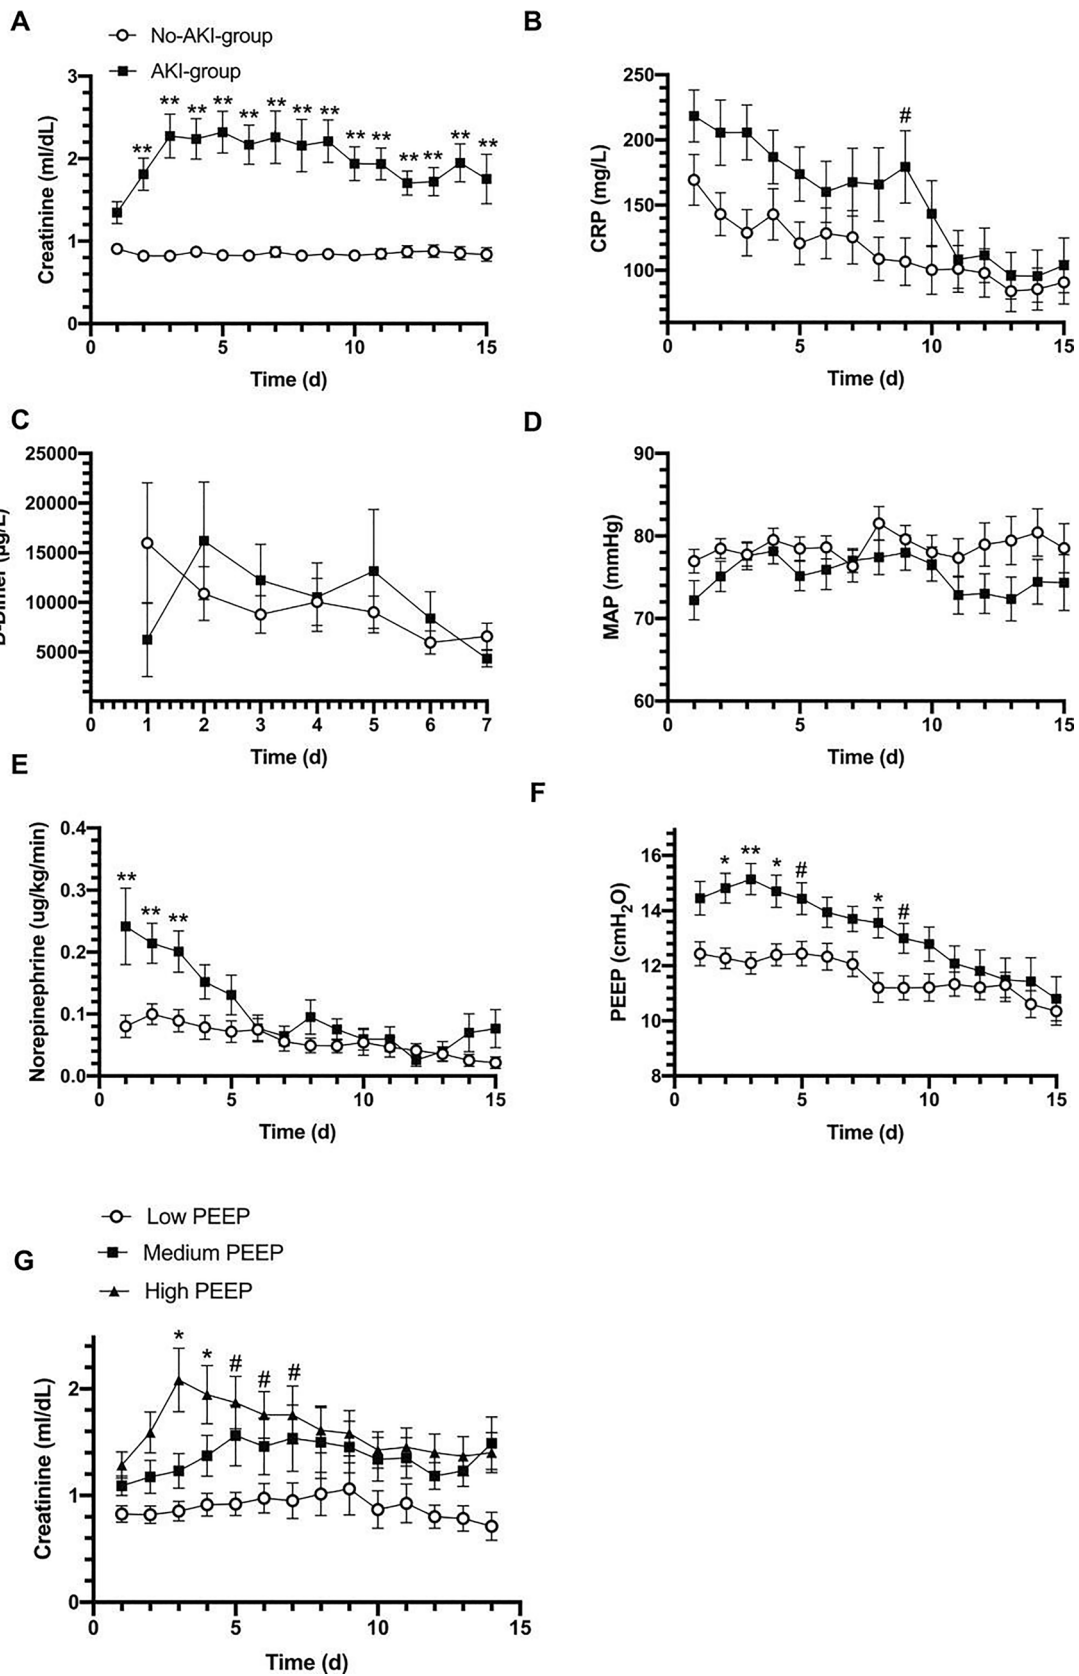 A
No-AKI-group
AKI-group
Creatinine (ml/dL)
3
2
1
0
** ** ** ** ** ** ** ** ** ** ** ** ** **
0 5 10 15
Time (d)
B
CRP (mg/L)
250
200
150
100
#
0 5 10 15
Time (d)
C
D-Dimer (µg/L)
25000
20000
15000
10000
5000
0 1 2 3 4 5 6 7
Time (d)
D
MAP (mmHg)
90
80
70
60
0 5 10 15
Time (d)
E
Norepinephrine (ug/kg/min)
0.4
0.3
0.2
0.1
0.0
** ** **
0 5 10 15
Time (d)
F
PEEP (cmH2O)
16
14
12
10
8
* ** * # * #
0 5 10 15
Time (d)
Low PEEP
Medium PEEP
High PEEP
G
Creatinine (ml/dL)
2
1
0
* * # # #
0 5 10 15
Time (d)